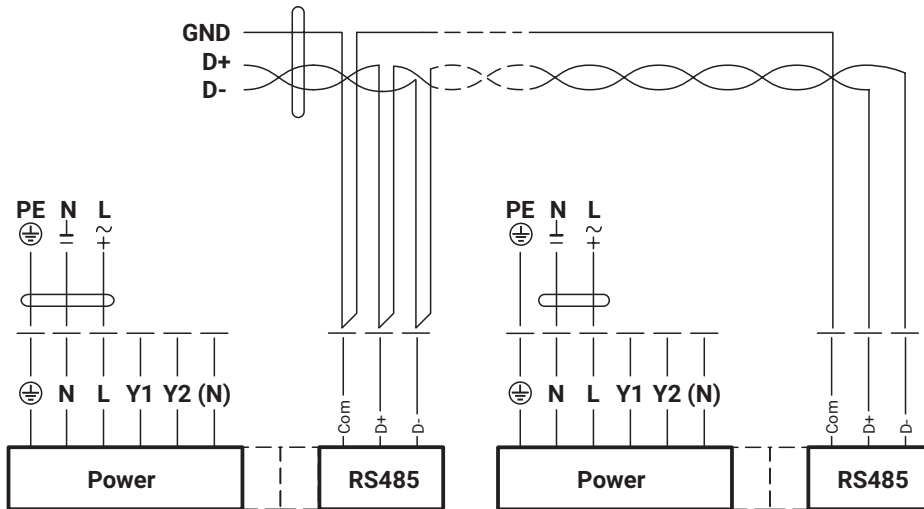 GND
D+
D-
PE N L
PE N L
N L Y1 Y2 (N)
Com D+ D-
N L Y1 Y2 (N)
Com D+ D-
Power
RS485
Power
RS485